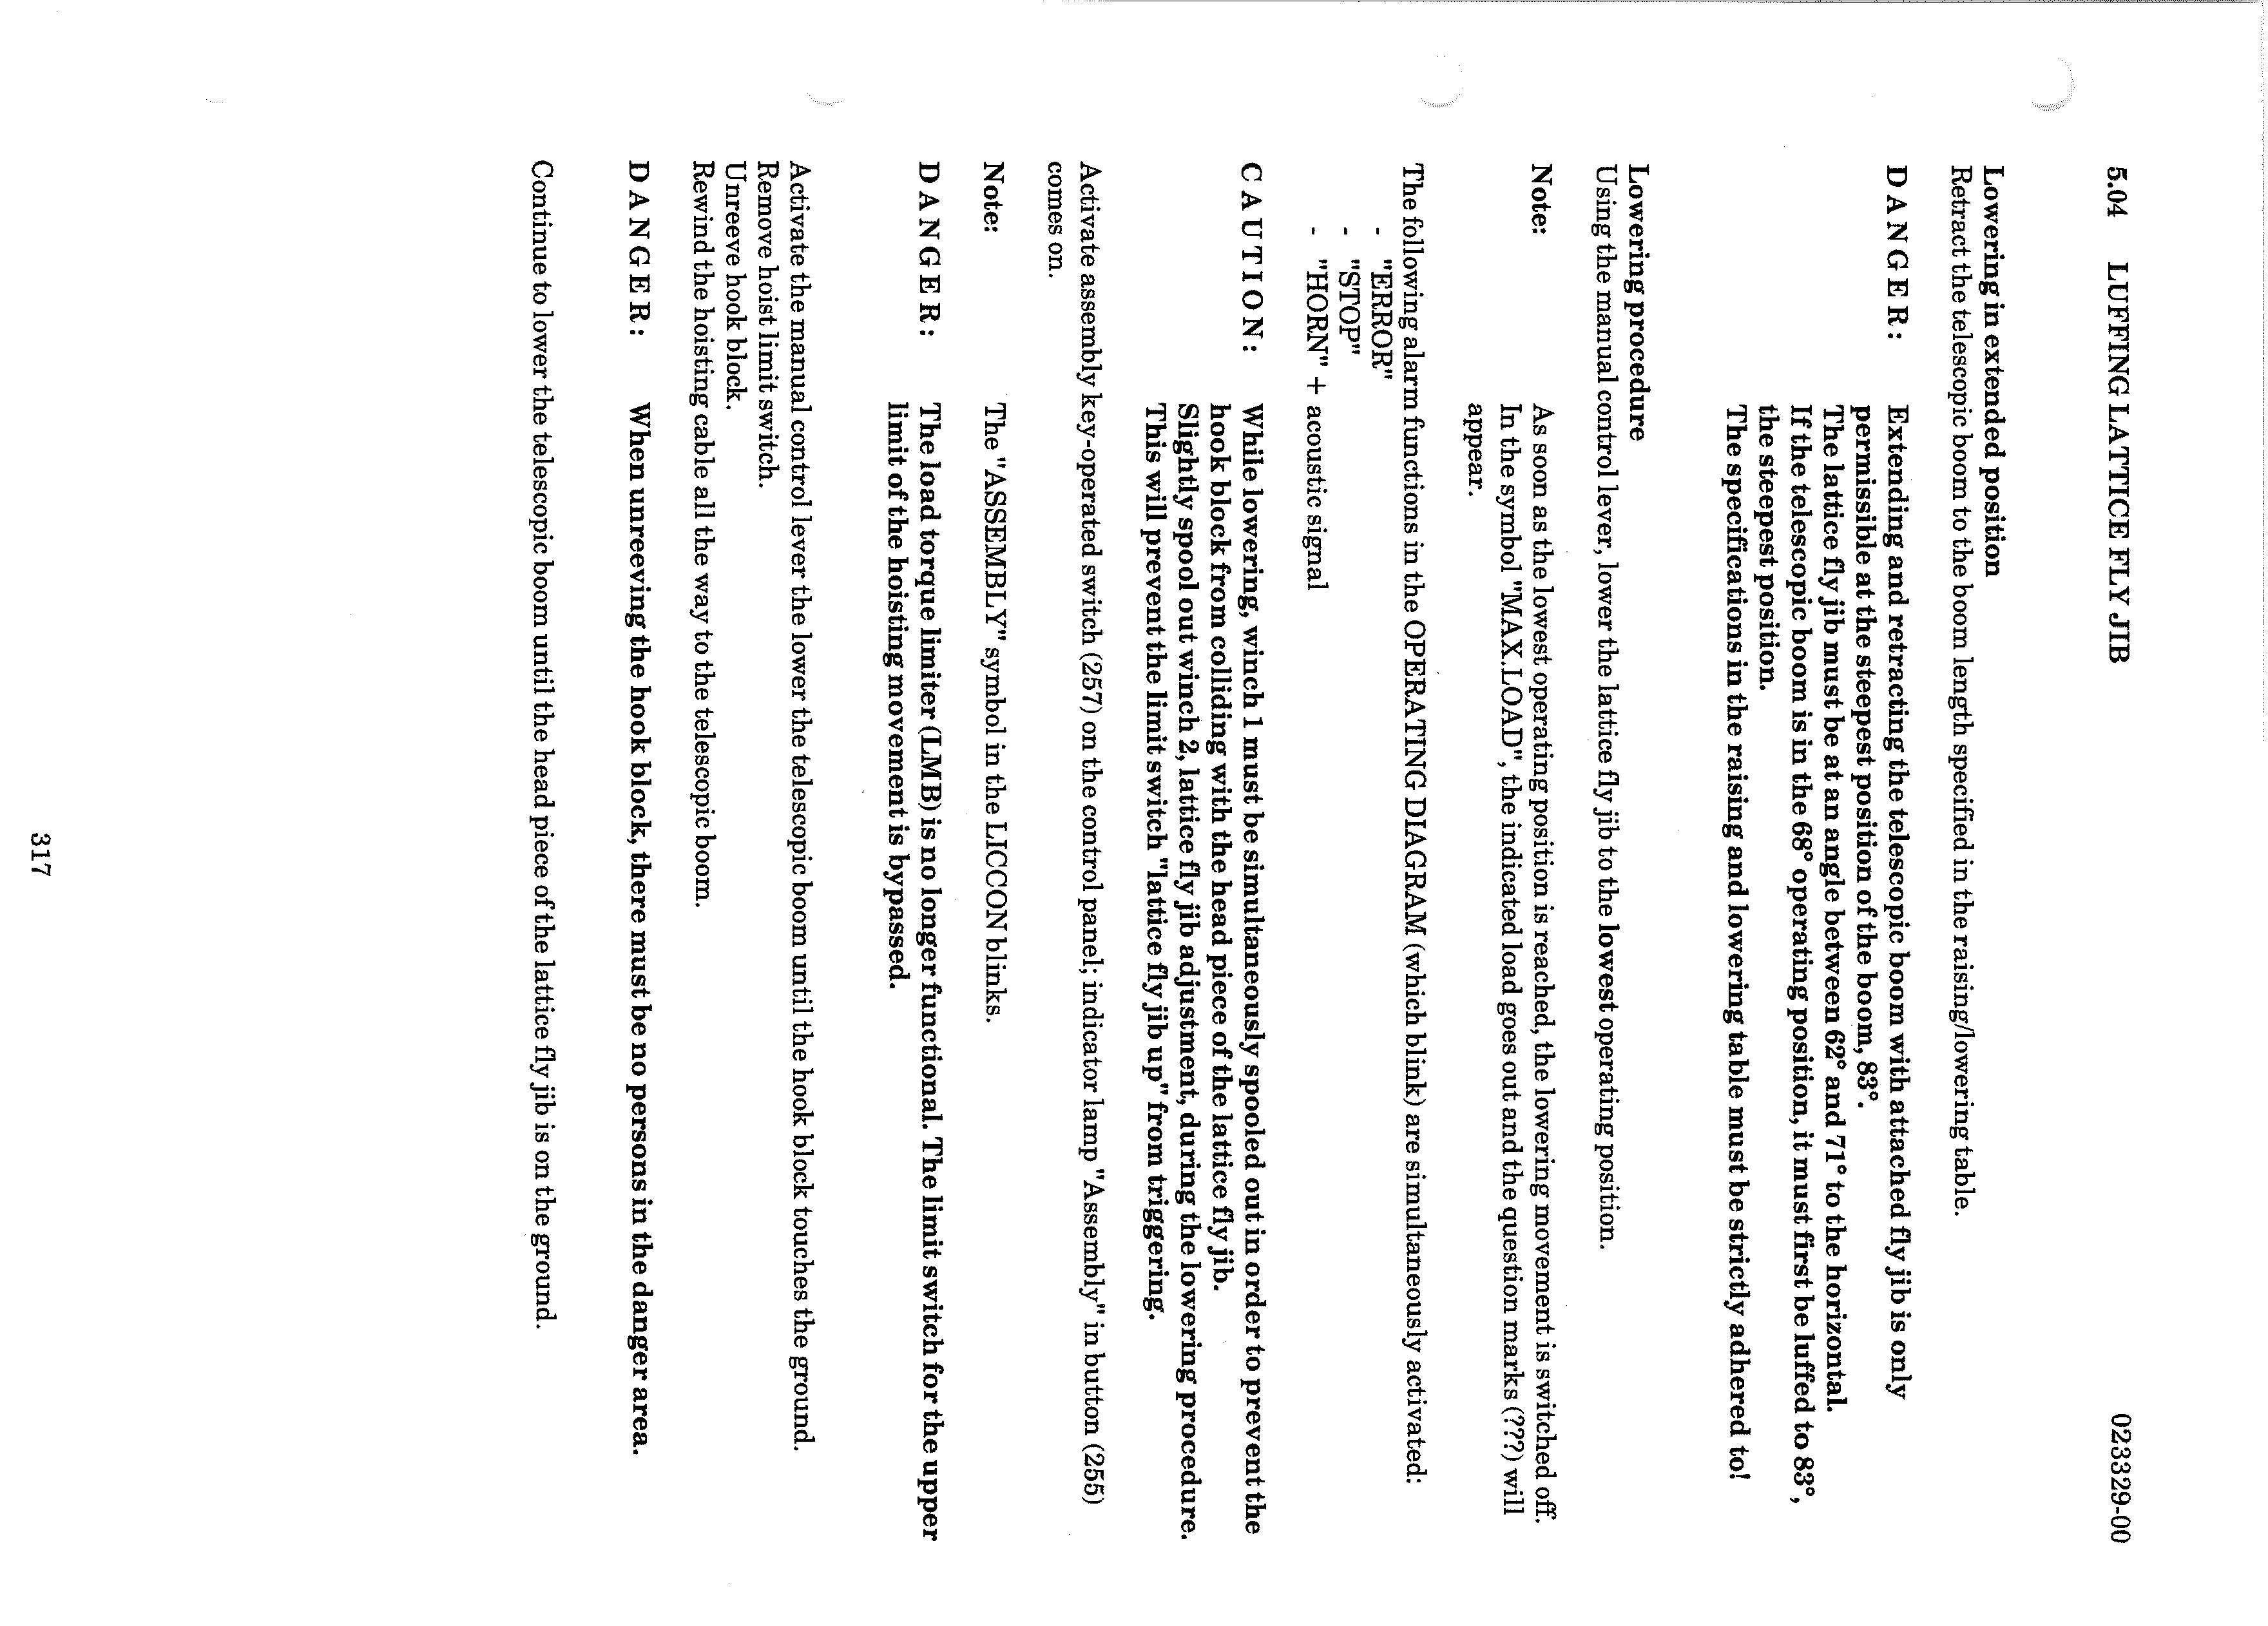 5.04 LUFFING LATTICE FLY JIB 023329-00
Lowering in extended position
Retract the telescopic boom to the boom length specified in the raising/lowering table.
D A N G E R : Extending and retracting the telescopic boom with attached fly jib is only
permissible at the steepest position of the boom, 83°.
The lattice fly jib must be at an angle between 62° and 71° to the horizontal.
If the telescopic boom is in the 68° operating position, it must first be luffed to 83°,
the steepest position.
The specifications in the raising and lowering table must be strictly adhered to!
Lowering procedure
Using the manual control lever, lower the lattice fly jib to the lowest operating position.
Note: As soon as the lowest operating position is reached, the lowering movement is switched off.
In the symbol "MAX.LOAD", the indicated load goes out and the question marks (???) will
appear.
The following alarm functions in the OPERATING DIAGRAM (which blink) are simultaneously activated:
- "ERROR"
- "STOP"
- "HORN" + acoustic signal
C A U T I O N : While lowering, winch 1 must be simultaneously spooled out in order to prevent the
hook block from colliding with the head piece of the lattice fly jib.
Slightly spool out winch 2, lattice fly jib adjustment, during the lowering procedure.
This will prevent the limit switch "lattice fly jib up" from triggering.
Activate assembly key-operated switch (257) on the control panel; indicator lamp "Assembly" in button (255)
comes on.
Note: The "ASSEMBLY" symbol in the LICCON blinks.
D A N G E R : The load torque limiter (LMB) is no longer functional. The limit switch for the upper
limit of the hoisting movement is bypassed.
Activate the manual control lever the lower the telescopic boom until the hook block touches the ground.
Remove hoist limit switch.
Unreeve hook block.
Rewind the hoisting cable all the way to the telescopic boom.
D A N G E R : When unreeving the hook block, there must be no persons in the danger area.
Continue to lower the telescopic boom until the head piece of the lattice fly jib is on the ground.
317